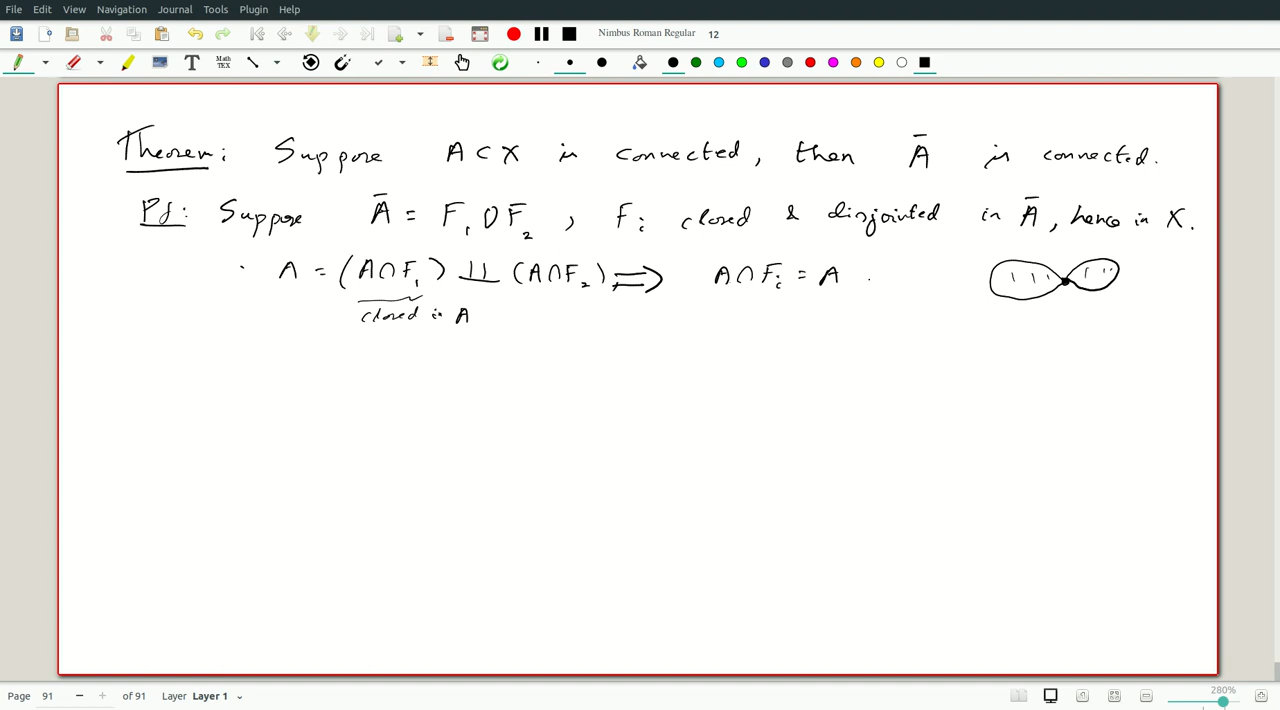 File Edit View Navigation Journal Tools Plugin Help
Nimbus Roman Regular 12
Math TEX
Theorem: Suppose A ⊂ X is connected, then Ā is connected.
Pf: Suppose Ā = F₁ ∪ F₂, Fᵢ closed & disjointed in Ā, hence in X.
A = (A∩F₁) ⨿ (A∩F₂), ⟹ A∩Fᵢ = A.
closed in A
Page 91 − + of 91 Layer Layer 1 280%